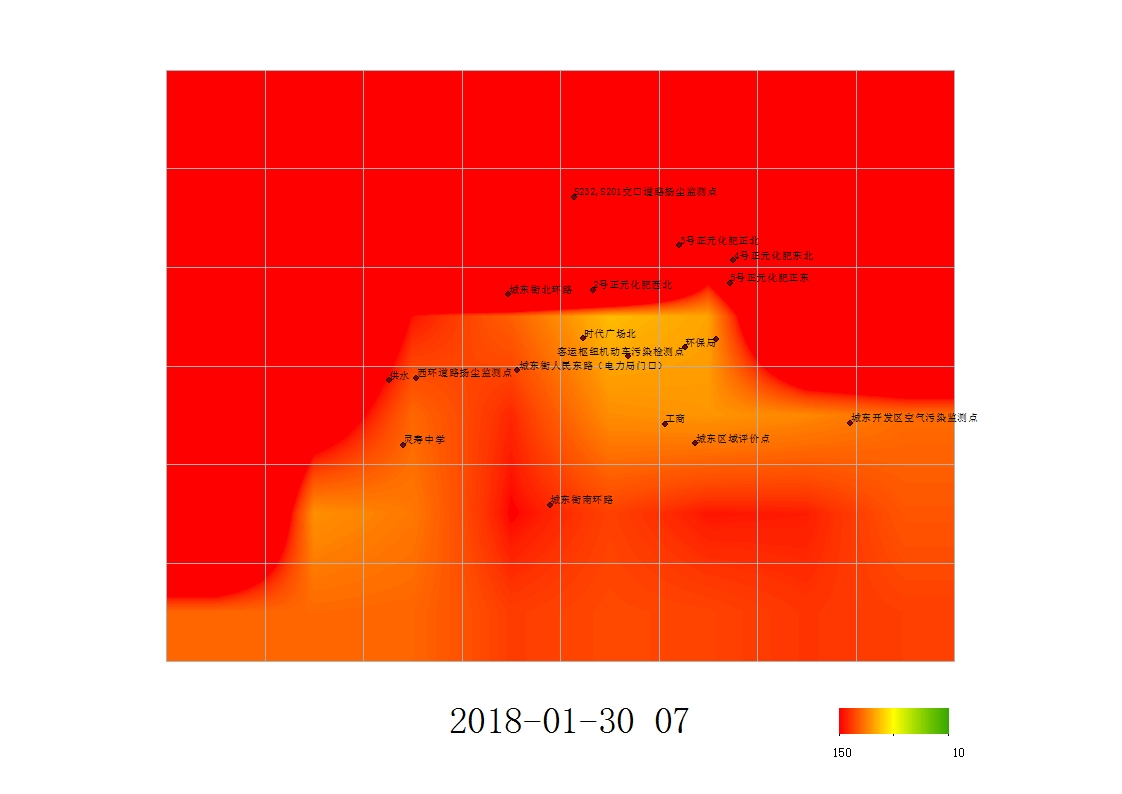 S232,S201交口道路扬尘监测点
3号正元化肥正北
4号正元化肥东北
5号正元化肥正东
2号正元化肥西北
城东街北环路
时代广场北
环保局
客运枢纽机动车污染检测点
城东街人民东路（电力局门口）
西环道路扬尘监测点
供水
城东开发区空气污染监测点
工商
城东区域评价点
灵寿中学
城东街南环路
2018-01-30 07
150
10